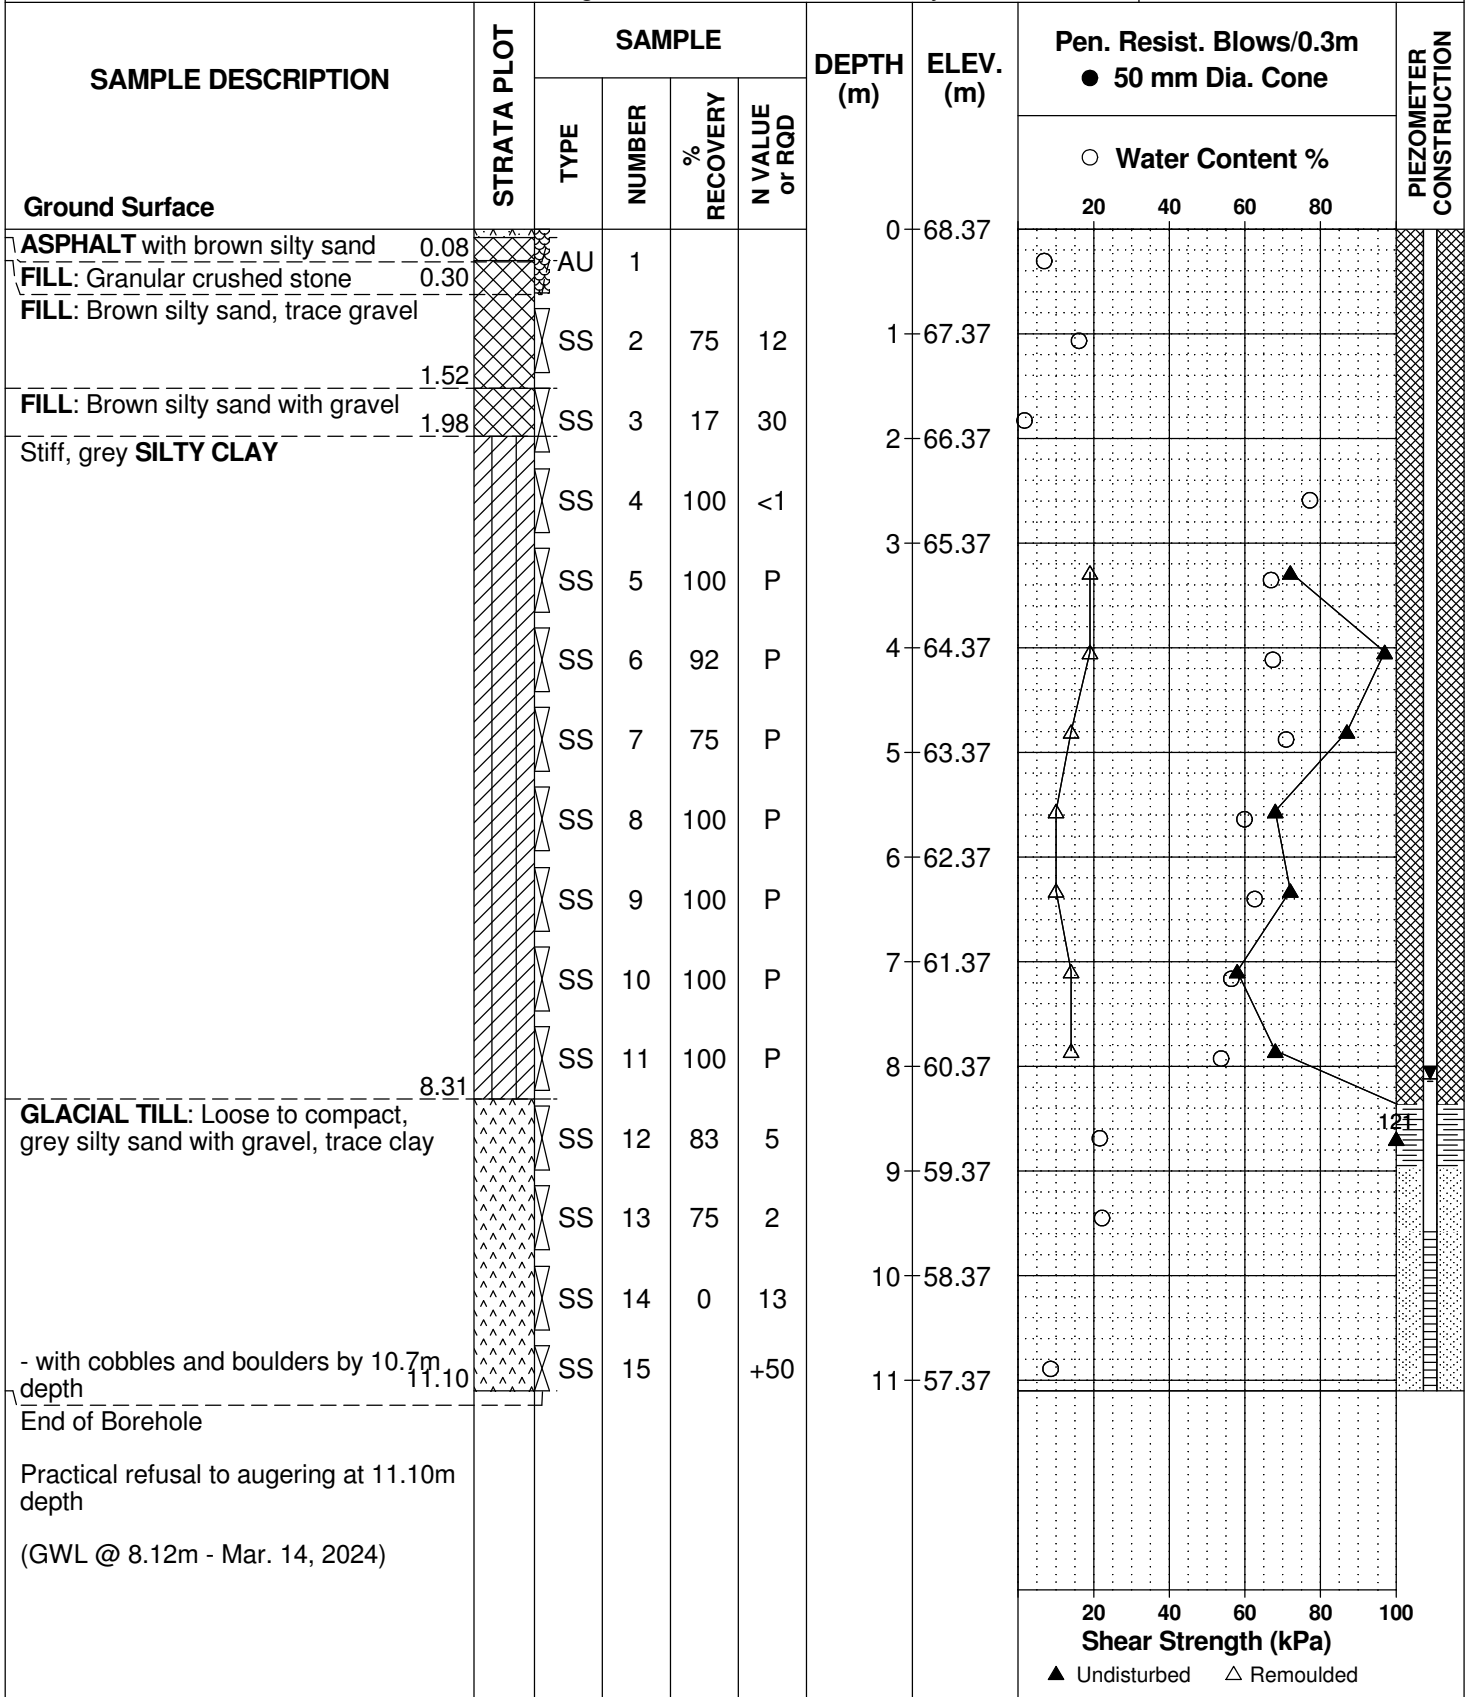 SAMPLE DESCRIPTION
STRATA PLOT
SAMPLE
TYPE
NUMBER
%
RECOVERY
N VALUE
or RQD
DEPTH
(m)
ELEV.
(m)
Pen. Resist. Blows/0.3m
● 50 mm Dia. Cone
○ Water Content %
PIEZOMETER
CONSTRUCTION
Ground Surface
20 40 60 80
0 68.37
ASPHALT with brown silty sand 0.08
AU 1
FILL: Granular crushed stone 0.30
FILL: Brown silty sand, trace gravel
1 67.37
SS 2 75 12
1.52
FILL: Brown silty sand with gravel
1.98
SS 3 17 30
2 66.37
Stiff, grey SILTY CLAY
SS 4 100 <1
3 65.37
SS 5 100 P
4 64.37
SS 6 92 P
SS 7 75 P
5 63.37
SS 8 100 P
6 62.37
SS 9 100 P
7 61.37
SS 10 100 P
SS 11 100 P
8 60.37
8.31
GLACIAL TILL: Loose to compact,
grey silty sand with gravel, trace clay
121
SS 12 83 5
9 59.37
SS 13 75 2
10 58.37
SS 14 0 13
- with cobbles and boulders by 10.7m
depth
11.10
SS 15 +50
11 57.37
End of Borehole
Practical refusal to augering at 11.10m
depth
(GWL @ 8.12m - Mar. 14, 2024)
20 40 60 80 100
Shear Strength (kPa)
▲ Undisturbed △ Remoulded